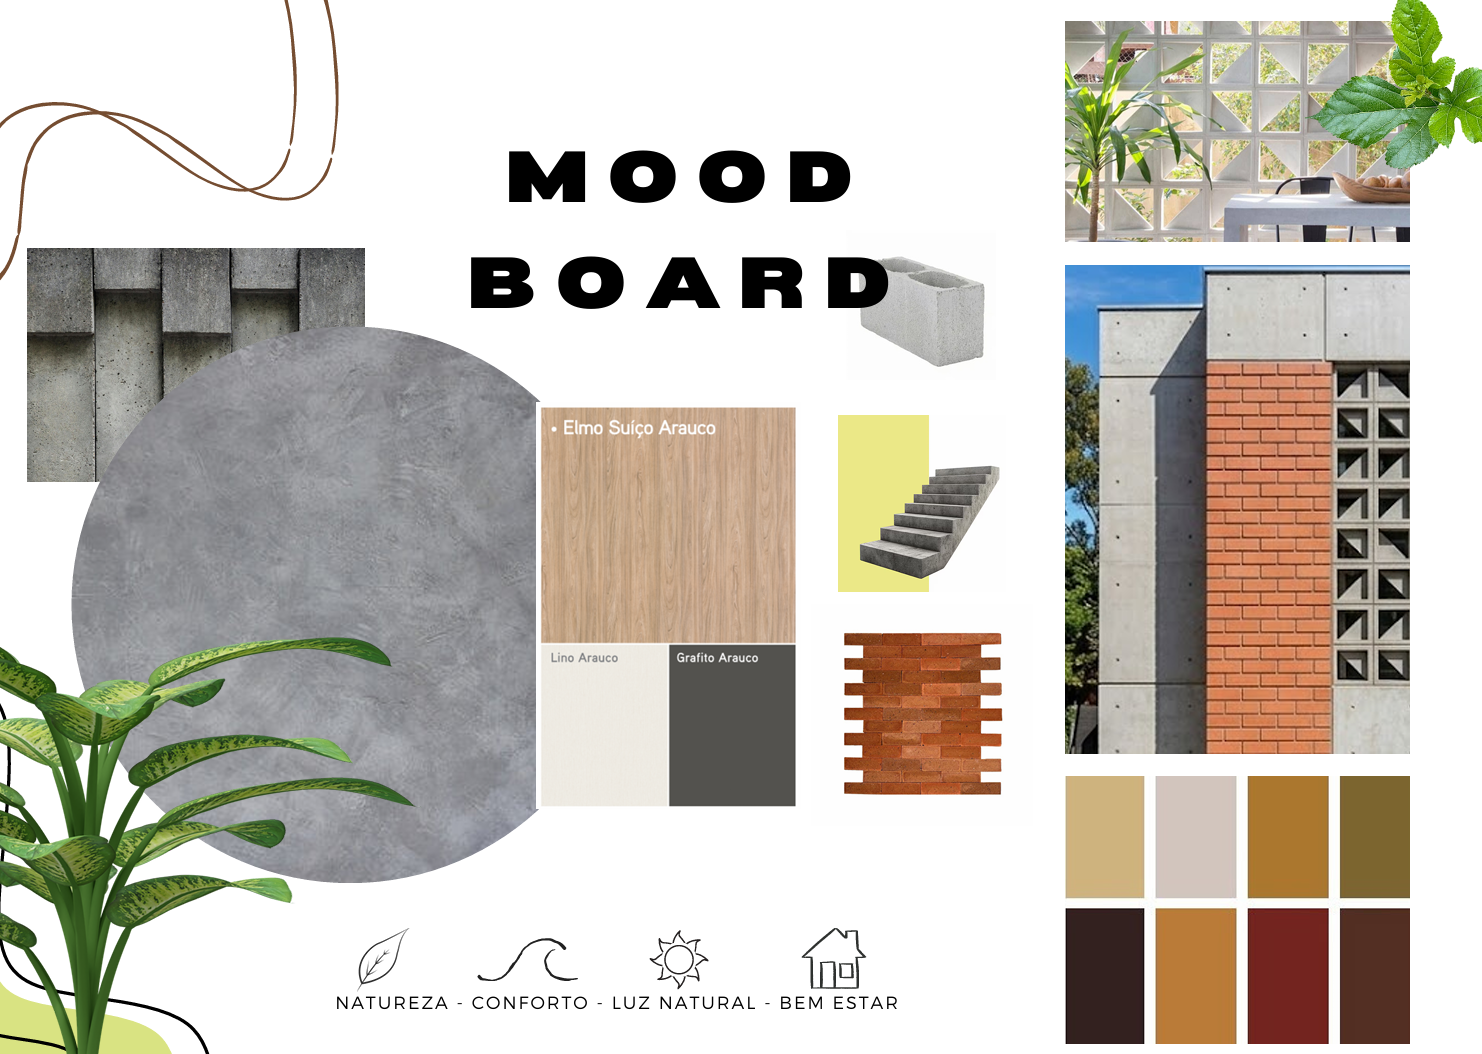 MOOD
BOARD
• Elmo Suíço Arauco
Lino Arauco
Grafito Arauco
NATUREZA - CONFORTO - LUZ NATURAL - BEM ESTAR